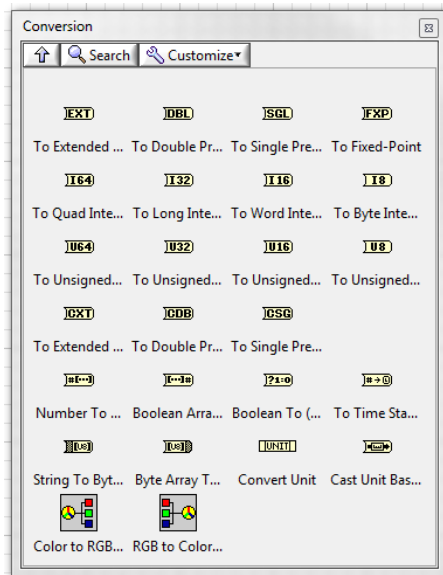 Conversion
Search Customize
EXT DBL SGL FXP
To Extended ... To Double Pr... To Single Pre... To Fixed-Point
I64 I32 I16 I8
To Quad Inte... To Long Inte... To Word Inte... To Byte Inte...
U64 U32 U16 U8
To Unsigned... To Unsigned... To Unsigned... To Unsigned...
CXT CDB CSG
To Extended ... To Double Pr... To Single Pre...
#[...] [...]# ?1:0 #
Number To ... Boolean Arra... Boolean To (... To Time Sta...
[U8] [U8] UNIT
String To Byt... Byte Array T... Convert Unit Cast Unit Bas...
Color to RGB... RGB to Color...